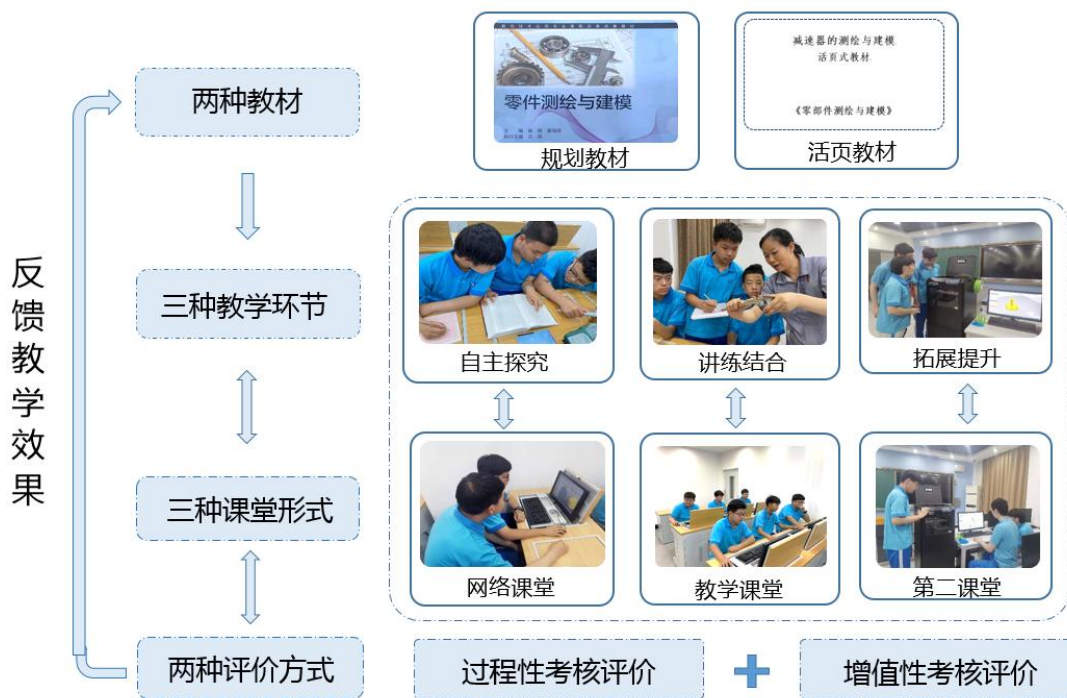 两种教材
零件测绘与建模
规划教材
减速器的测绘与建模
活页式教材
《零部件测绘与建模》
活页教材
反馈教学效果
三种教学环节
自主探究
讲练结合
拓展提升
三种课堂形式
网络课堂
教学课堂
第二课堂
两种评价方式
过程性考核评价
增值性考核评价